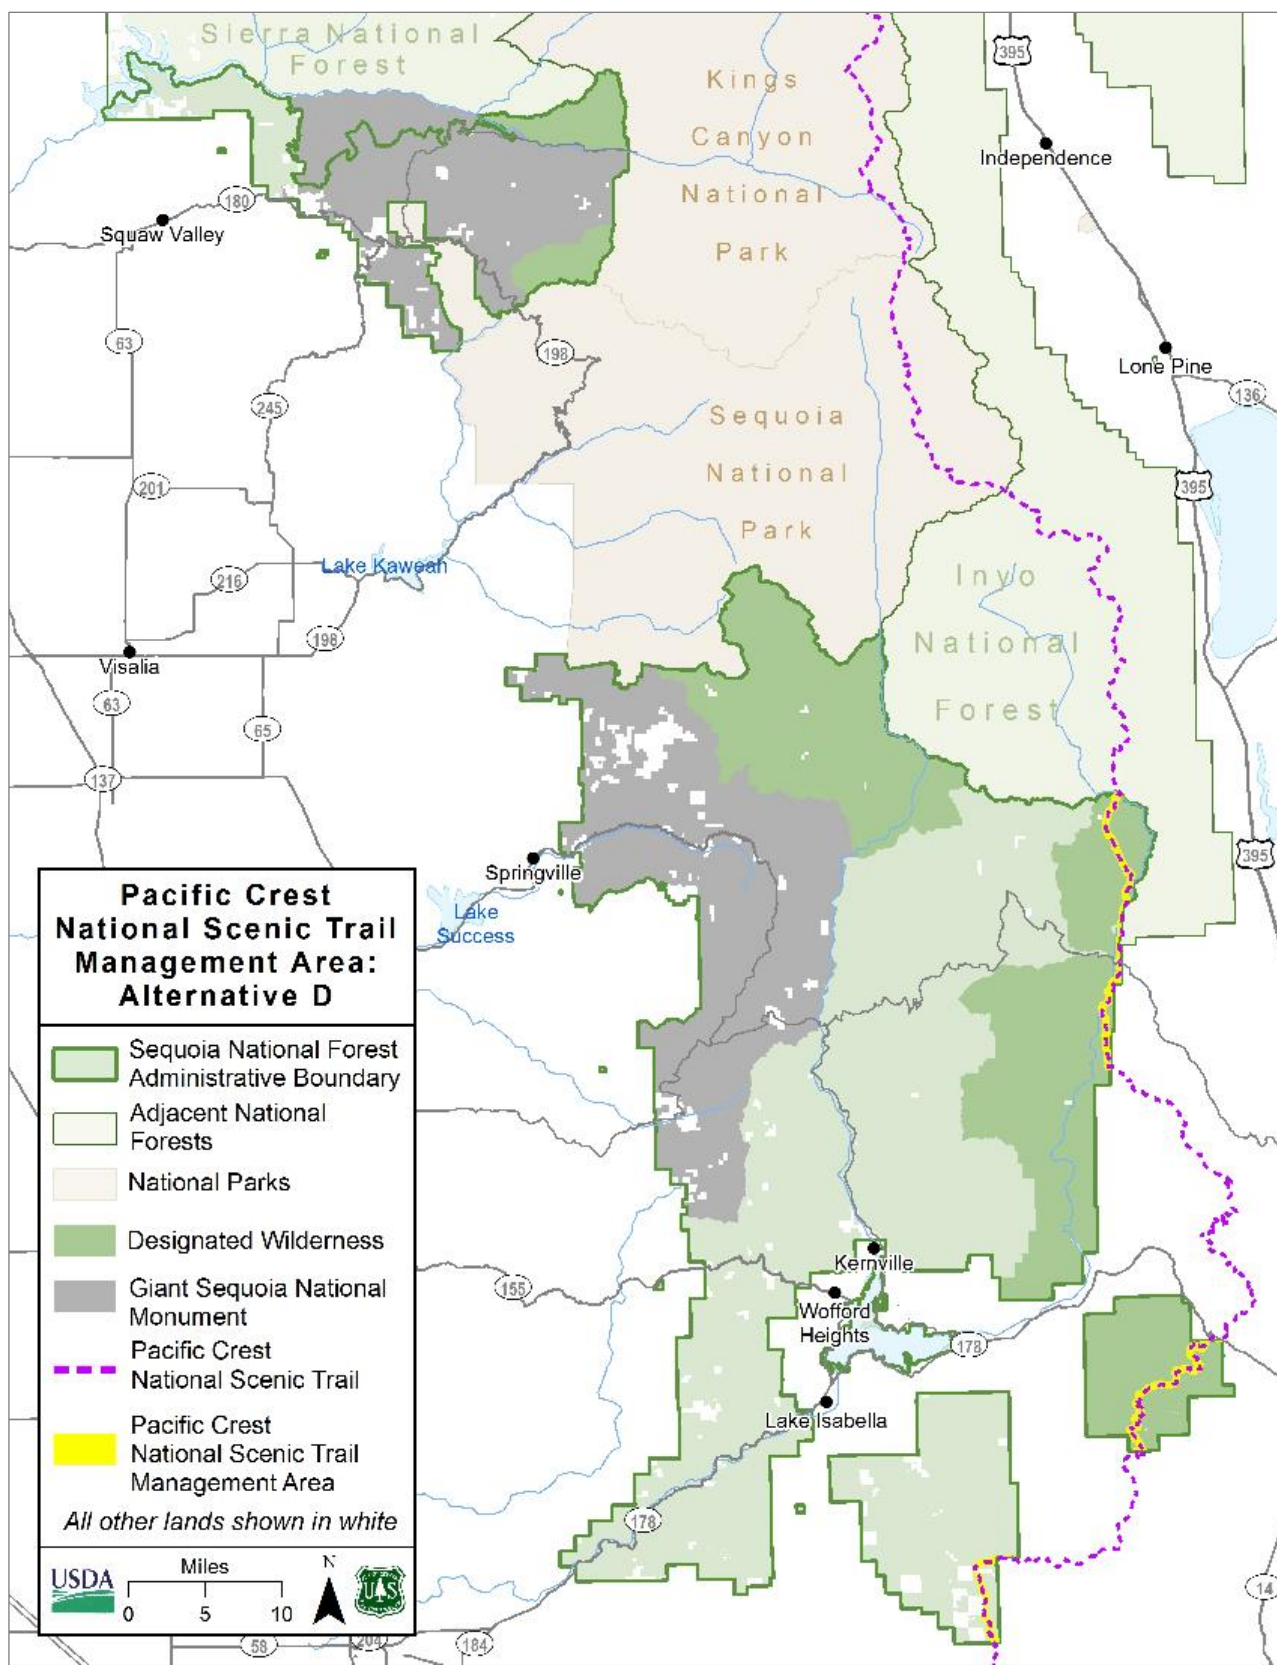 Sierra National
Forest
Kings
Canyon
National
Park
395
Independence
180
Squaw Valley
63
198
245
Lone Pine
136
Sequoia
National
Park
201
395
Lake Kaweah
216
198
Inyo
National
Forest
Visalia
63
65
137
Springville
395
Lake
Success
Pacific Crest
National Scenic Trail
Management Area:
Alternative D
Sequoia National Forest
Administrative Boundary
Adjacent National
Forests
National Parks
Designated Wilderness
Giant Sequoia National
Monument
Pacific Crest
National Scenic Trail
Pacific Crest
National Scenic Trail
Management Area
All other lands shown in white
USDA
Miles
0 5 10
N
U S
155
Kernville
Wofford
Heights
178
Lake Isabella
178
14
58
204
184